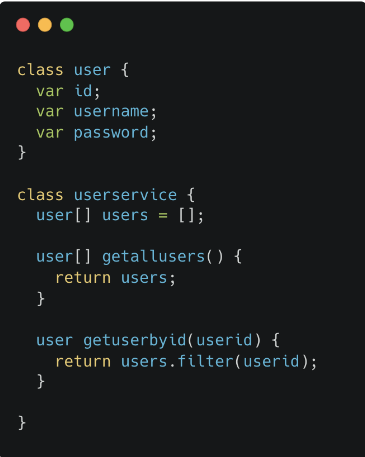 class user {
  var id;
  var username;
  var password;
}
class userservice {
  user[] users = [];
  user[] getallusers() {
    return users;
  }
  user getuserbyid(userid) {
    return users.filter(userid);
  }
}